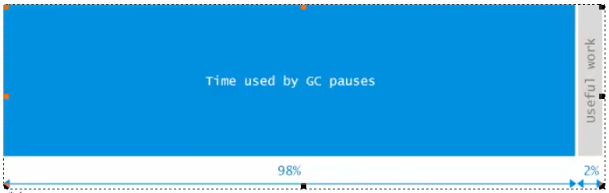 Time used by GC pauses
Useful work
98%
2%